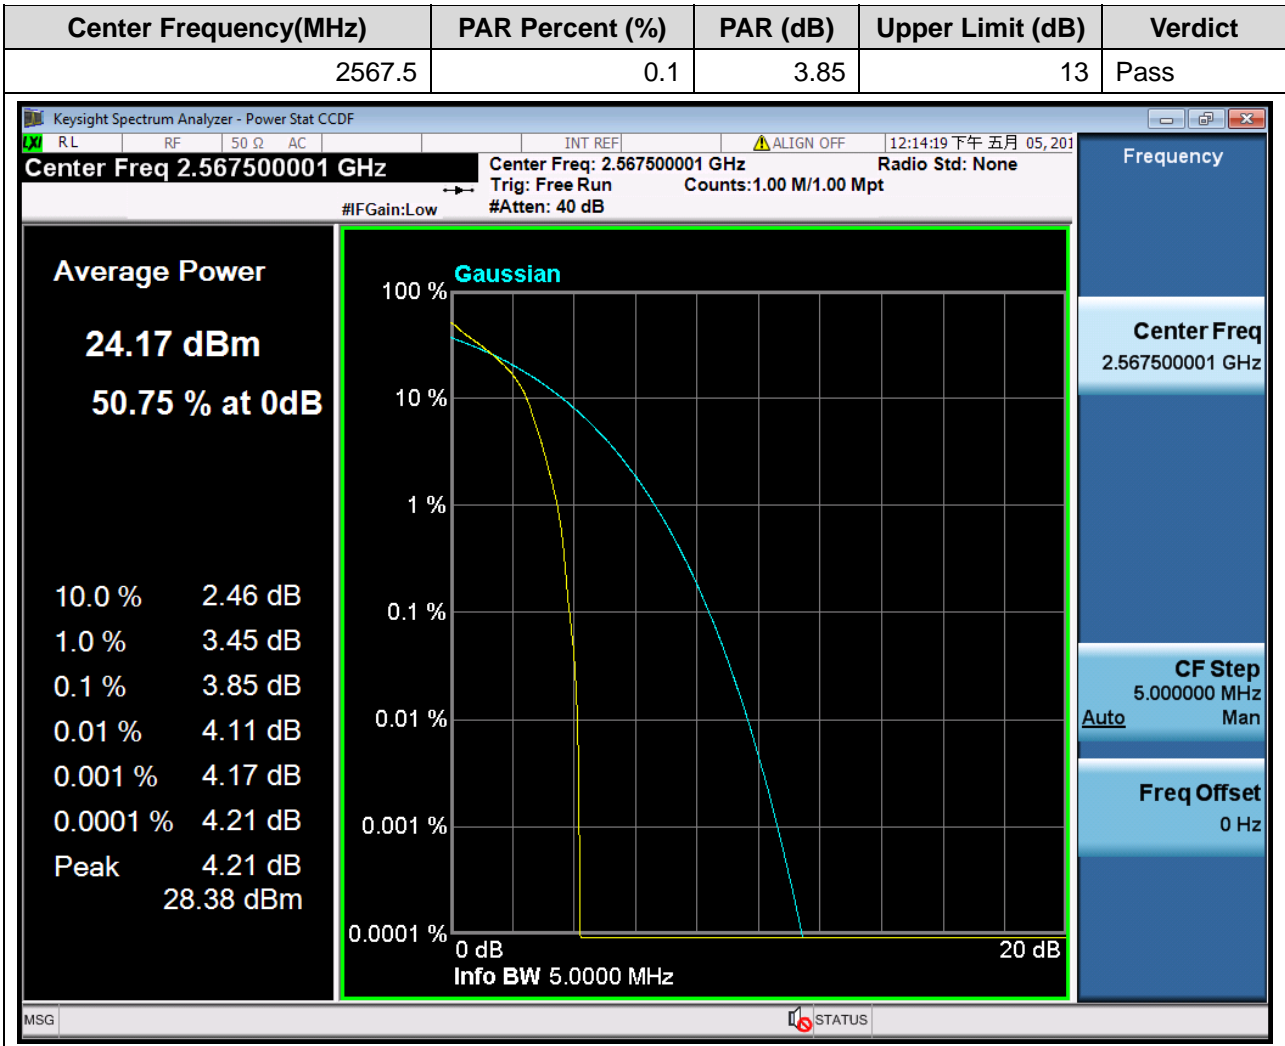 Center Frequency(MHz) PAR Percent (%) PAR (dB) Upper Limit (dB) Verdict
2567.5 0.1 3.85 13 Pass
Keysight Spectrum Analyzer - Power Stat CCDF
LXI RL RF 50 Ω AC INT REF ALIGN OFF 12:14:19 下午 五月 05, 201
Center Freq 2.567500001 GHz
Center Freq: 2.567500001 GHz Radio Std: None
Trig: Free Run Counts:1.00 M/1.00 Mpt
#IFGain:Low #Atten: 40 dB
Average Power
24.17 dBm
50.75 % at 0dB
10.0 % 2.46 dB
1.0 % 3.45 dB
0.1 % 3.85 dB
0.01 % 4.11 dB
0.001 % 4.17 dB
0.0001 % 4.21 dB
Peak 4.21 dB
28.38 dBm
Gaussian
100 %
10 %
1 %
0.1 %
0.01 %
0.001 %
0.0001 %
0 dB 20 dB
Info BW 5.0000 MHz
Frequency
Center Freq
2.567500001 GHz
CF Step
5.000000 MHz
Auto Man
Freq Offset
0 Hz
MSG STATUS